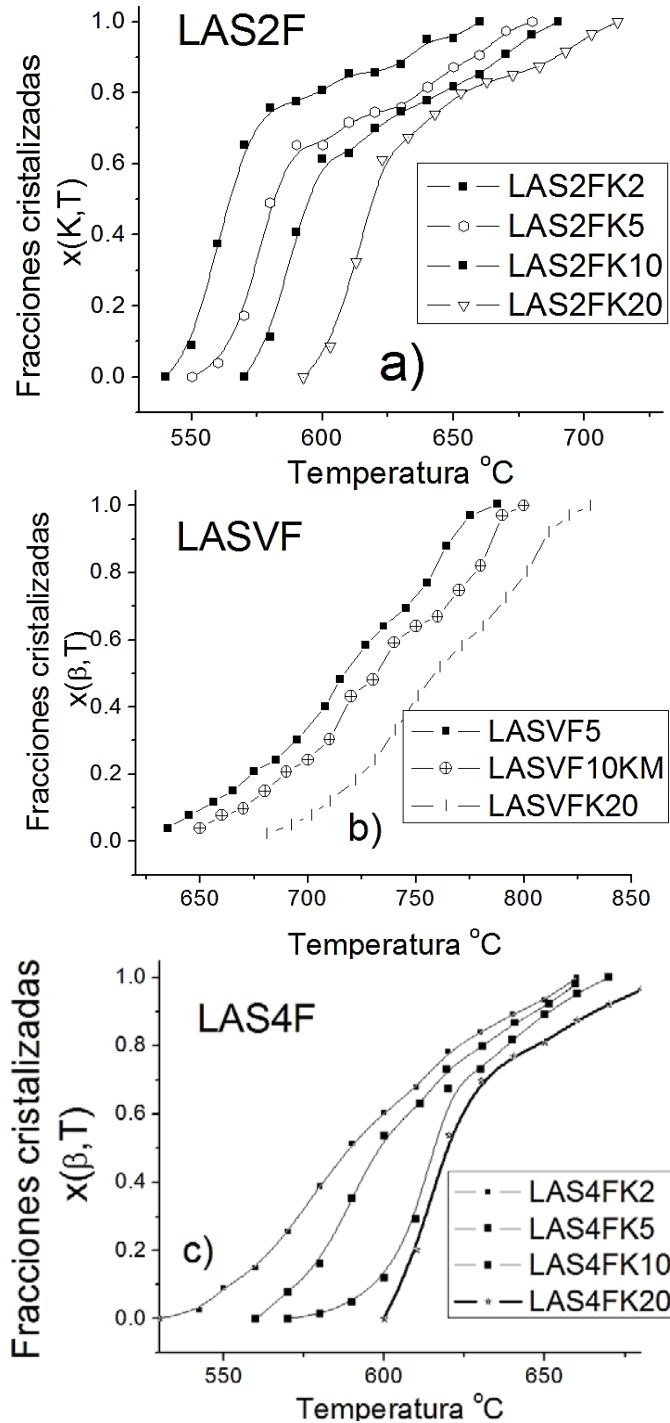 LAS2F
Fracciones cristalizadas
x(K,T)
1.0
0.8
0.6
0.4
0.2
0.0
LAS2FK2
LAS2FK5
LAS2FK10
LAS2FK20
a)
550
600
650
700
Temperatura °C
LASVF
Fracciones cristalizadas
x(β,T)
1.0
0.8
0.6
0.4
0.2
0.0
LASVF5
LASVF10KM
LASVFK20
b)
650
700
750
800
850
Temperatura °C
LAS4F
Fracciones cristalizadas
x(β,T)
1.0
0.8
0.6
0.4
0.2
0.0
LAS4FK2
LAS4FK5
LAS4FK10
LAS4FK20
c)
550
600
650
Temperatura °C